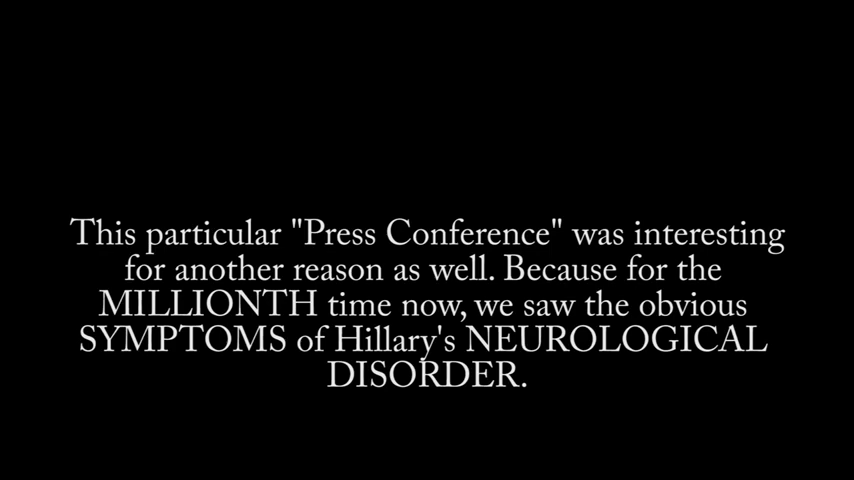 This particular "Press Conference" was interesting
for another reason as well. Because for the
MILLIONTH time now, we saw the obvious
SYMPTOMS of Hillary's NEUROLOGICAL
DISORDER.